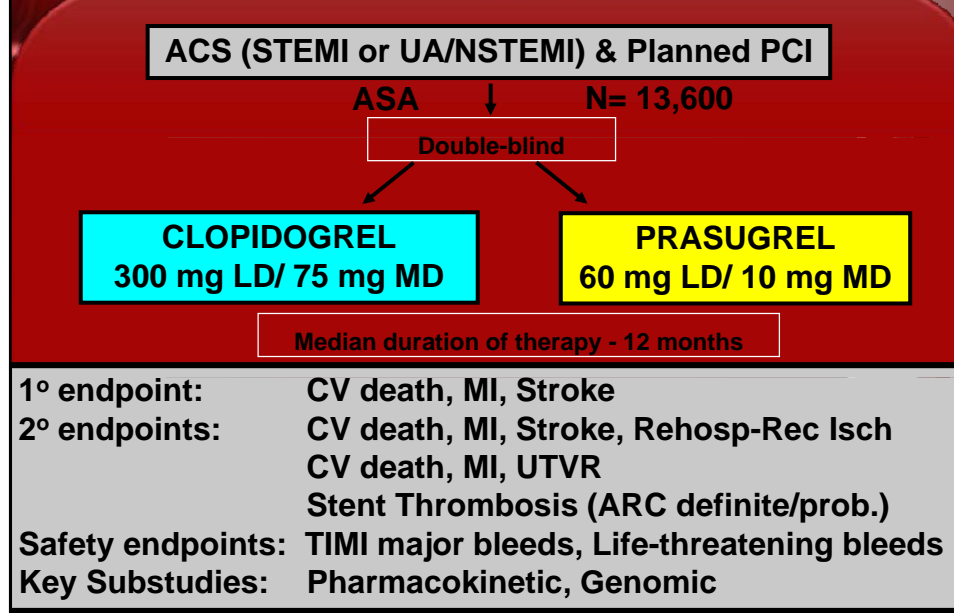 ACS (STEMI or UA/NSTEMI) & Planned PCI
ASA N= 13,600
Double-blind
CLOPIDOGREL
300 mg LD/ 75 mg MD
PRASUGREL
60 mg LD/ 10 mg MD
Median duration of therapy - 12 months
1º endpoint: CV death, MI, Stroke
2º endpoints: CV death, MI, Stroke, Rehosp-Rec Isch
CV death, MI, UTVR
Stent Thrombosis (ARC definite/prob.)
Safety endpoints: TIMI major bleeds, Life-threatening bleeds
Key Substudies: Pharmacokinetic, Genomic